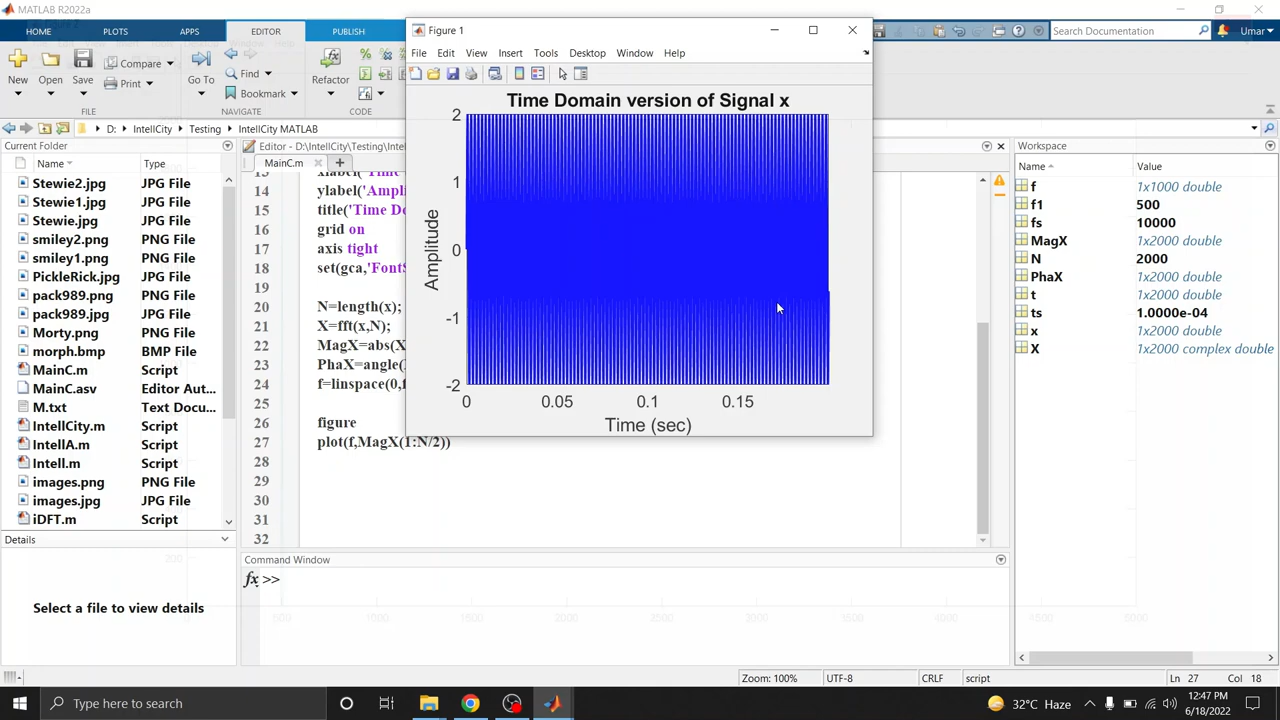 MATLAB R2022a
HOME PLOTS APPS EDITOR PUBLISH
Search Documentation
Umar
New Open Save Compare Print
Go To Find Bookmark
Refactor
FILE NAVIGATE CODE
D: IntellCity Testing IntellCity MATLAB
Current Folder
Name Type
Stewie2.jpg JPG File
Stewie1.jpg JPG File
Stewie.jpg JPG File
smiley2.png PNG File
smiley1.png PNG File
PickleRick.jpg JPG File
pack989.png PNG File
pack989.jpg JPG File
Morty.png PNG File
morph.bmp BMP File
MainC.m Script
MainC.asv Editor Aut...
M.txt Text Docu...
IntellCity.m Script
IntellA.m Script
Intell.m Script
images.png PNG File
images.jpg JPG File
iDFT.m Script
Details
Select a file to view details
Editor - D:\IntellCity\Testing\Intel
MainC.m
14 ylabel('Ampl
15 title('Time Do
16 grid on
17 axis tight
18 set(gca,'FontS
19
20 N=length(x);
21 X=fft(x,N);
22 MagX=abs(X
23 PhaX=angle(
24 f=linspace(0,f
25
26 figure
27 plot(f,MagX(1:N/2))
28
29
30
31
32
Figure 1
File Edit View Insert Tools Desktop Window Help
Time Domain version of Signal x
2
1
0
-1
-2
Amplitude
0 0.05 0.1 0.15
Time (sec)
Command Window
fx >>
Workspace
Name Value
f 1x1000 double
f1 500
fs 10000
MagX 1x2000 double
N 2000
PhaX 1x2000 double
t 1x2000 double
ts 1.0000e-04
x 1x2000 double
X 1x2000 complex double
Zoom: 100% UTF-8 CRLF script Ln 27 Col 18
Type here to search
32°C Haze
12:47 PM
6/18/2022